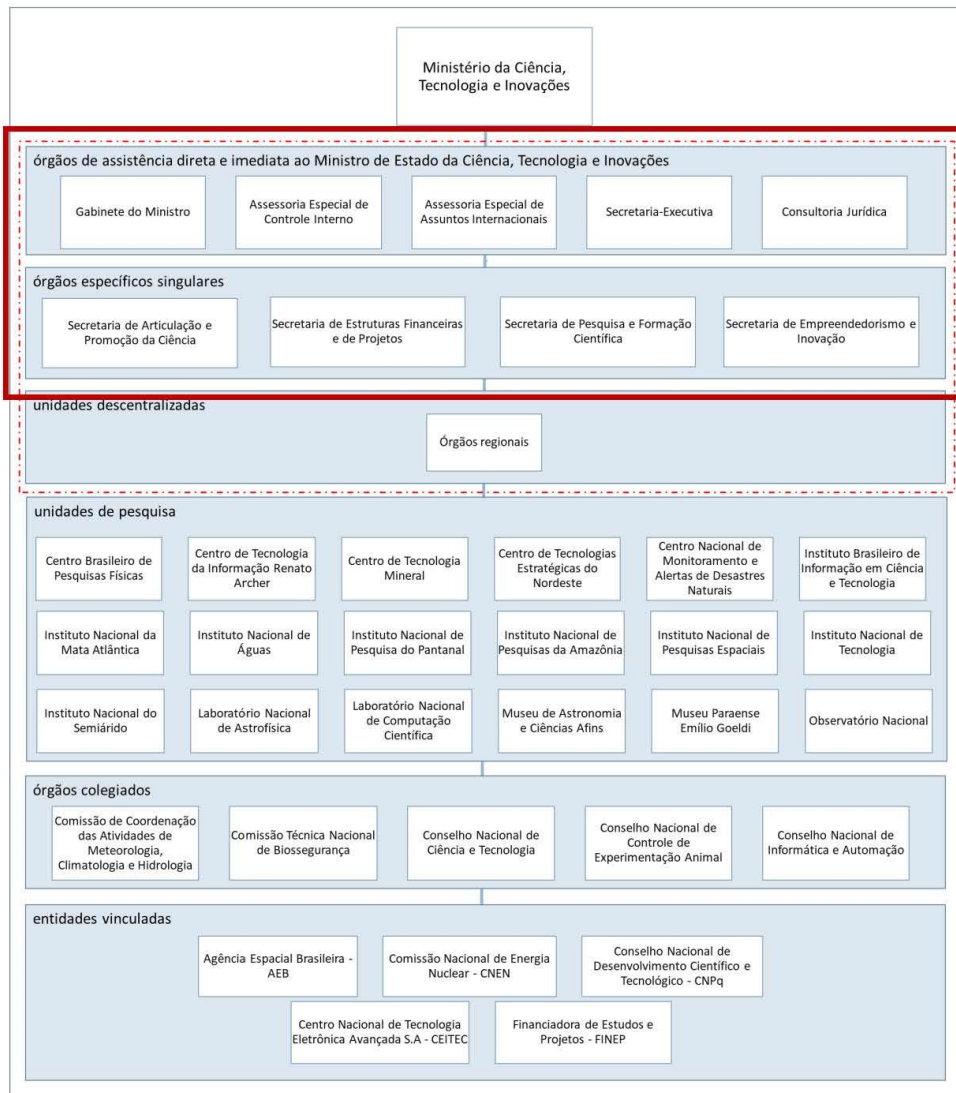 Ministério da Ciência,
Tecnologia e Inovações
órgãos de assistência direta e imediata ao Ministro de Estado da Ciência, Tecnologia e Inovações
Gabinete do Ministro
Assessoria Especial de
Controle Interno
Assessoria Especial de
Assuntos Internacionais
Secretaria-Executiva
Consultoria Jurídica
órgãos específicos singulares
Secretaria de Articulação e
Promoção da Ciência
Secretaria de Estruturas Financeiras
e de Projetos
Secretaria de Pesquisa e Formação
Científica
Secretaria de Empreendedorismo e
Inovação
unidades descentralizadas
Órgãos regionais
unidades de pesquisa
Centro Brasileiro de
Pesquisas Físicas
Centro de Tecnologia
da Informação Renato
Archer
Centro de Tecnologia
Mineral
Centro de Tecnologias
Estratégicas do
Nordeste
Centro Nacional de
Monitoramento e
Alertas de Desastres
Naturais
Instituto Brasileiro de
Informação em Ciência
e Tecnologia
Instituto Nacional da
Mata Atlântica
Instituto Nacional de
Águas
Instituto Nacional de
Pesquisa do Pantanal
Instituto Nacional de
Pesquisas da Amazônia
Instituto Nacional de
Pesquisas Espaciais
Instituto Nacional de
Tecnologia
Instituto Nacional do
Semiárido
Laboratório Nacional
de Astrofísica
Laboratório Nacional
de Computação
Científica
Museu de Astronomia
e Ciências Afins
Museu Paraense
Emílio Goeldi
Observatório Nacional
órgãos colegiados
Comissão de Coordenação
das Atividades de
Meteorologia,
Climatologia e Hidrologia
Comissão Técnica Nacional
de Biossegurança
Conselho Nacional de
Ciência e Tecnologia
Conselho Nacional de
Controle de
Experimentação Animal
Conselho Nacional de
Informática e Automação
entidades vinculadas
Agência Espacial Brasileira -
AEB
Comissão Nacional de Energia
Nuclear - CNEN
Conselho Nacional de
Desenvolvimento Científico e
Tecnológico - CNPq
Centro Nacional de Tecnologia
Eletrônica Avançada S.A - CEITEC
Financiadora de Estudos e
Projetos - FINEP